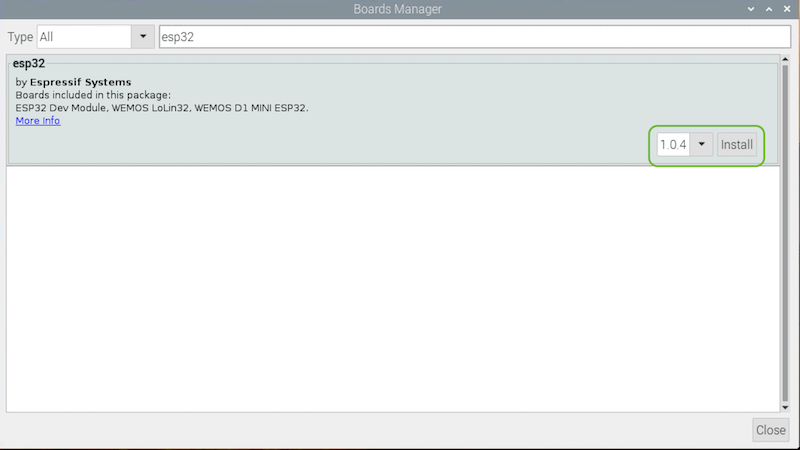 Boards Manager
Type All esp32
esp32
by Espressif Systems
Boards included in this package:
ESP32 Dev Module, WEMOS LoLin32, WEMOS D1 MINI ESP32.
More Info
1.0.4 Install
Close